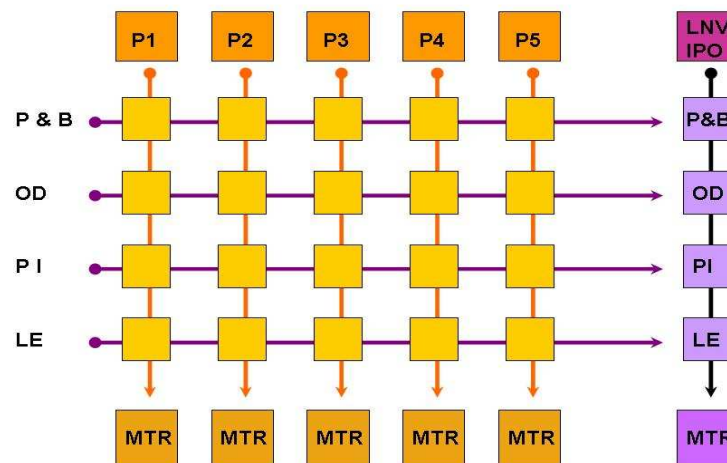 P1 P2 P3 P4 P5 LNV
IPO
P & B P&B
OD OD
P I PI
LE LE
MTR MTR MTR MTR MTR MTR